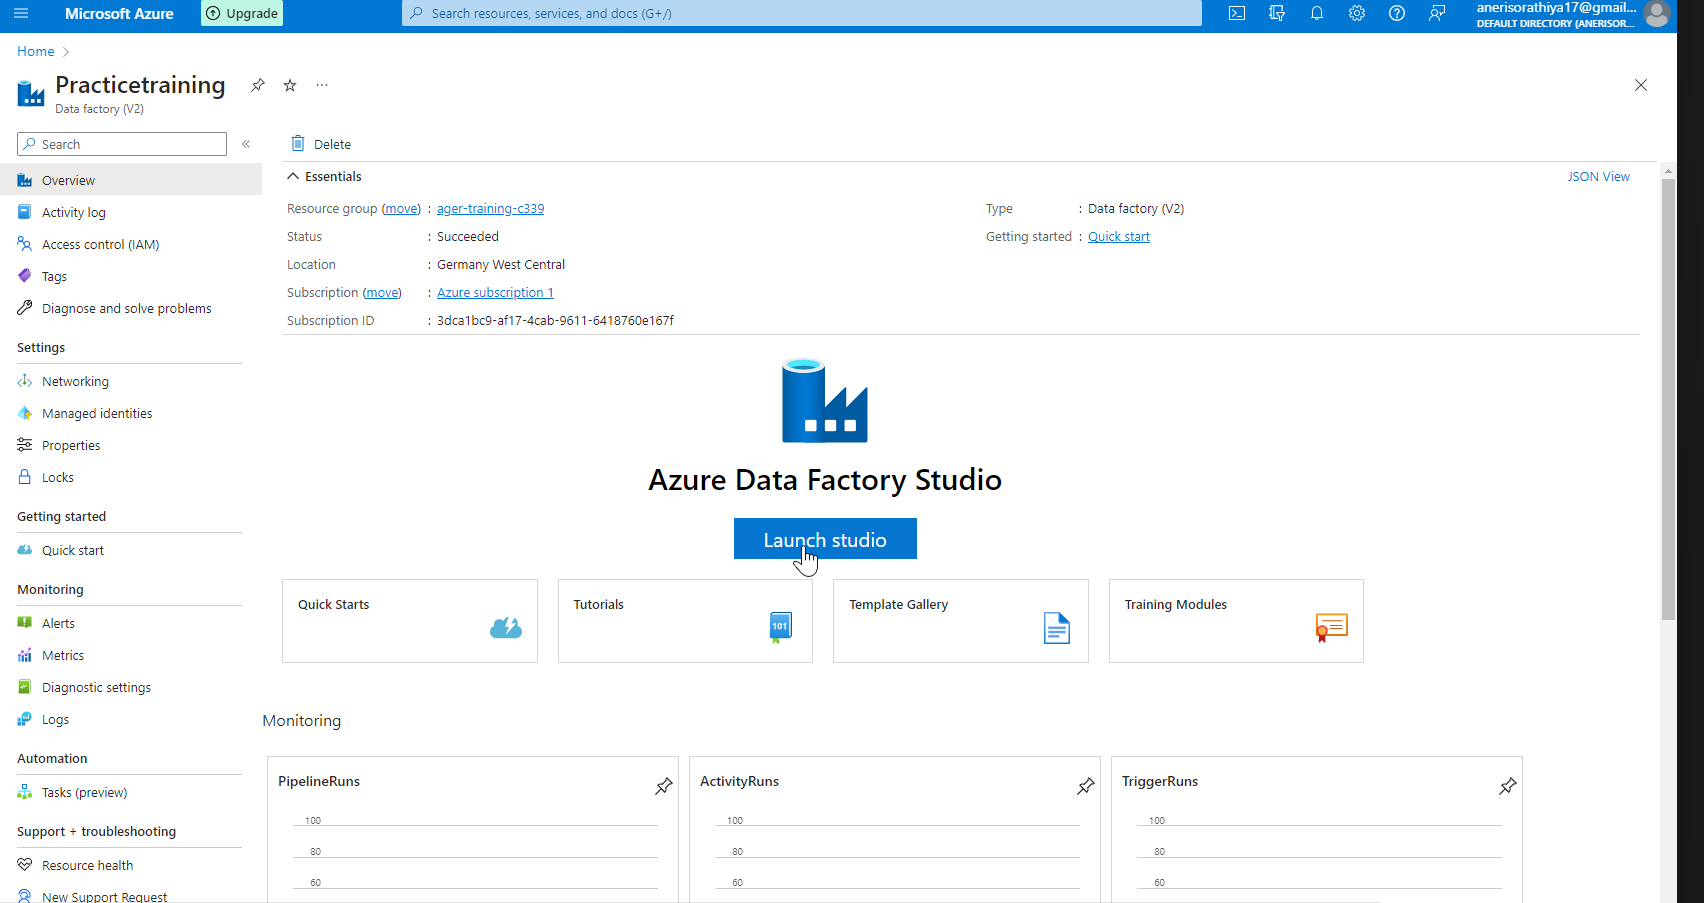 Microsoft Azure
Upgrade
Search resources, services, and docs (G+/)
anerisorathiya17@gmail...
DEFAULT DIRECTORY (ANERISOR...
Home
Practicetraining
...
Data factory (V2)
Search
«
Delete
Overview
Essentials
JSON View
Activity log
Resource group (move) : ager-training-c339
Type : Data factory (V2)
Status : Succeeded
Getting started : Quick start
Access control (IAM)
Location : Germany West Central
Tags
Subscription (move) : Azure subscription 1
Diagnose and solve problems
Subscription ID : 3dca1bc9-af17-4cab-9611-6418760e167f
Settings
Networking
Managed identities
Properties
Locks
Getting started
Quick start
Monitoring
Alerts
Metrics
Diagnostic settings
Logs
Automation
Tasks (preview)
Support + troubleshooting
Resource health
New Support Request
Azure Data Factory Studio
Launch studio
Quick Starts
Tutorials
101
Template Gallery
Training Modules
Monitoring
PipelineRuns
100
80
60
ActivityRuns
100
80
60
TriggerRuns
100
80
60